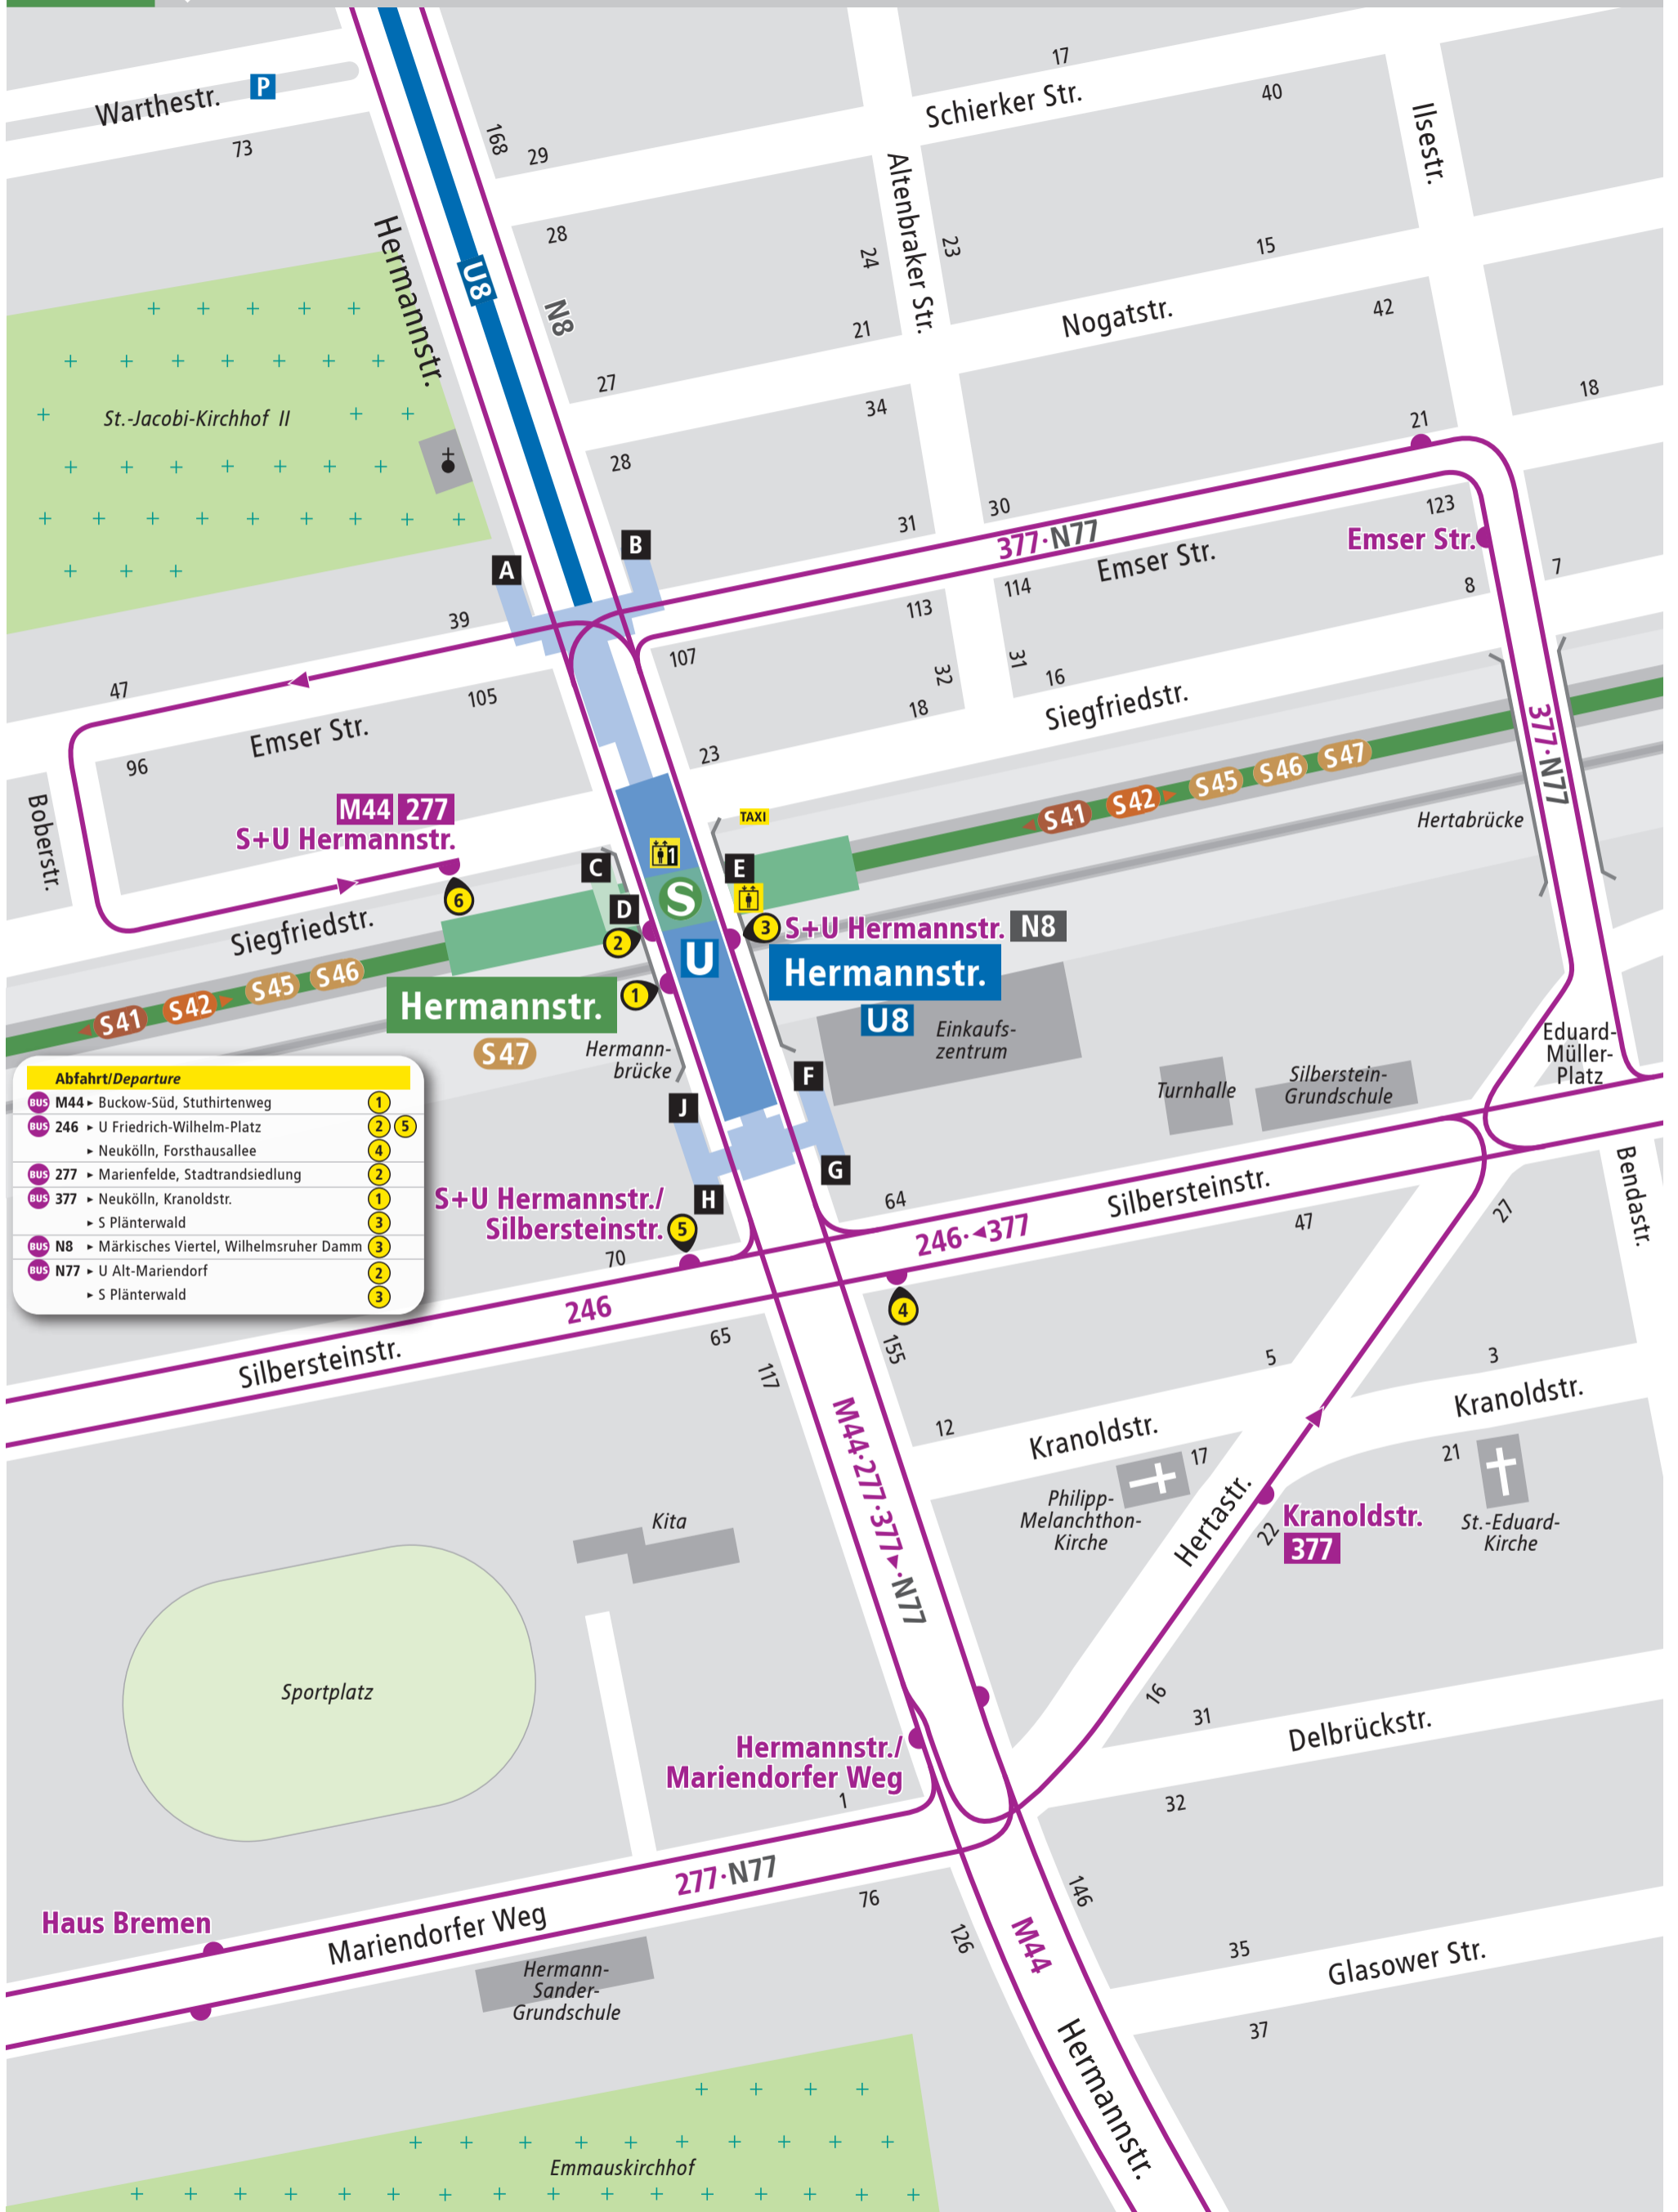 17
Schierker Str.
40
Ilsestr.
Warthestr.
P
73
168
29
28
Hermannstr.
U8
N8
Altenbraker Str.
24
23
15
21
Nogatstr.
42
27
34
18
St.-Jacobi-Kirchhof II
28
21
31
30
123
377·N77
Emser Str.
Emser Str.
A
B
39
113
114
8
7
47
105
107
32
31
16
18
Siegfriedstr.
Emser Str.
96
23
377·N77
Boberstr.
M44 277
S+U Hermannstr.
TAXI
S41
S42
S45
S46
S47
Hertabrücke
1
C
E
6
S
D
Siegfriedstr.
2
3
S+U Hermannstr. N8
U
Hermannstr.
S41
S42
S45
S46
Hermannstr.
1
U8
S47
Hermann-
brücke
Einkaufs-
zentrum
Eduard-
Müller-
Platz
F
Turnhalle
Silberstein-
Grundschule
J
Abfahrt/Departure
BUS M44 ▸ Buckow-Süd, Stuthirtenweg 1
BUS 246 ▸ U Friedrich-Wilhelm-Platz 2 5
▸ Neukölln, Forsthausallee 4
BUS 277 ▸ Marienfelde, Stadtrandsiedlung 2
BUS 377 ▸ Neukölln, Kranoldstr. 1
▸ S Plänterwald 3
BUS N8 ▸ Märkisches Viertel, Wilhelmsruher Damm 3
BUS N77 ▸ U Alt-Mariendorf 2
▸ S Plänterwald 3
G
H
S+U Hermannstr./
Silbersteinstr.
5
64
Silbersteinstr.
47
27
Bendastr.
246·◂377
70
246
4
65
Silbersteinstr.
117
155
5
3
12
Kranoldstr.
Kranoldstr.
17
21
M44·277·377▸·N77
Philipp-
Melanchthon-
Kirche
Hertastr.
22
Kranoldstr.
377
St.-Eduard-
Kirche
Kita
Sportplatz
16
31
Delbrückstr.
Hermannstr./
Mariendorfer Weg
1
32
277·N77
76
146
Haus Bremen
Mariendorfer Weg
126
M44
35
Glasower Str.
Hermann-
Sander-
Grundschule
37
Hermannstr.
Emmauskirchhof